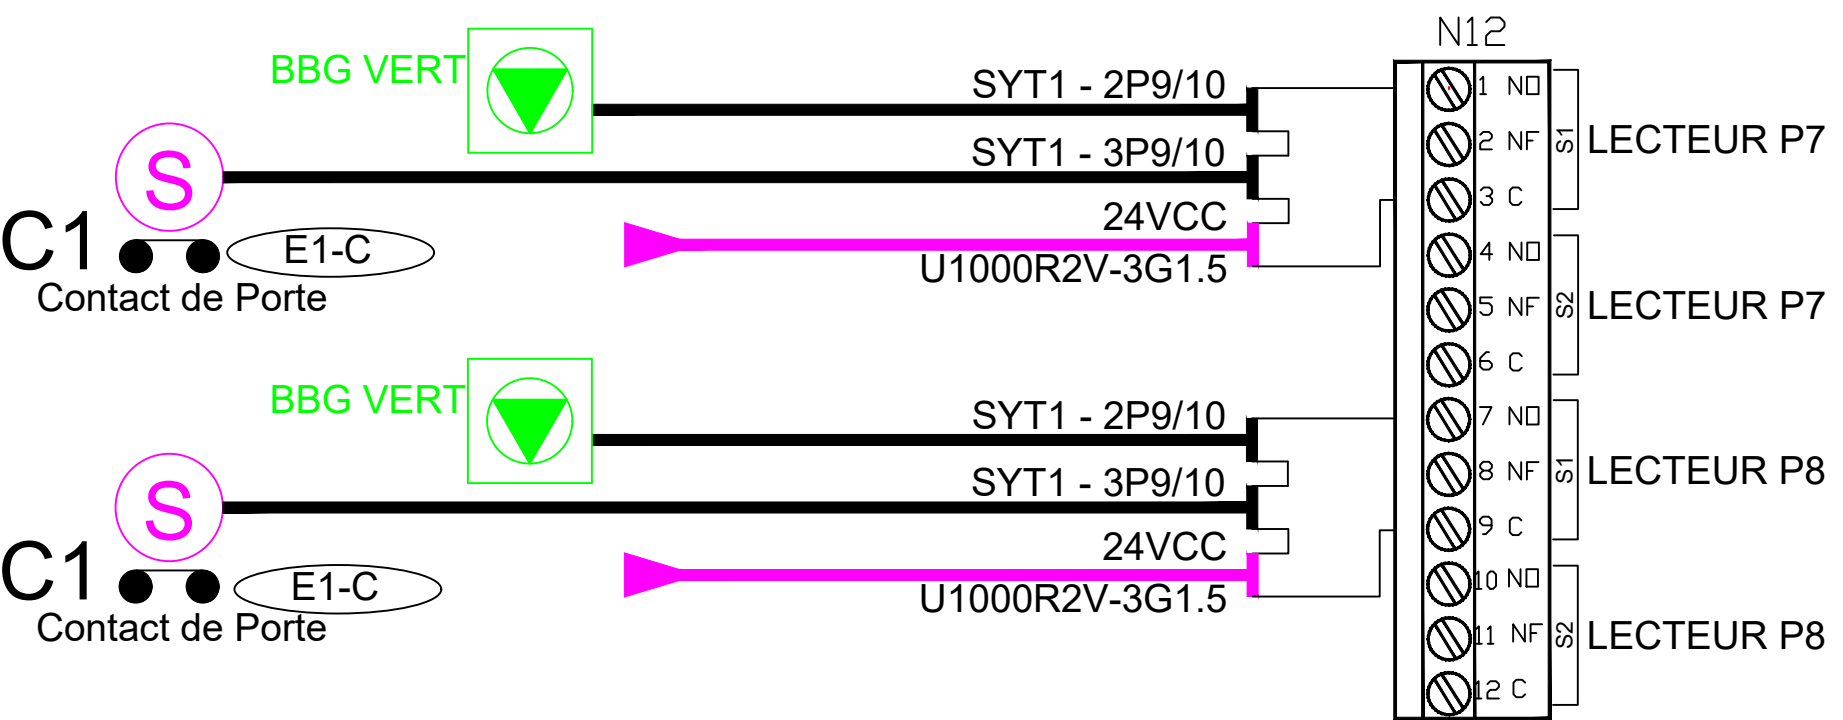 N12
BBG VERT
SYT1 - 2P9/10
1 NO
2 NF
S1
LECTEUR P7
S
SYT1 - 3P9/10
3 C
24VCC
C1
E1-C
4 NO
U1000R2V-3G1.5
Contact de Porte
5 NF
S2
LECTEUR P7
6 C
BBG VERT
SYT1 - 2P9/10
7 NO
8 NF
S1
LECTEUR P8
S
SYT1 - 3P9/10
9 C
24VCC
C1
E1-C
10 NO
U1000R2V-3G1.5
Contact de Porte
11 NF
S2
LECTEUR P8
12 C